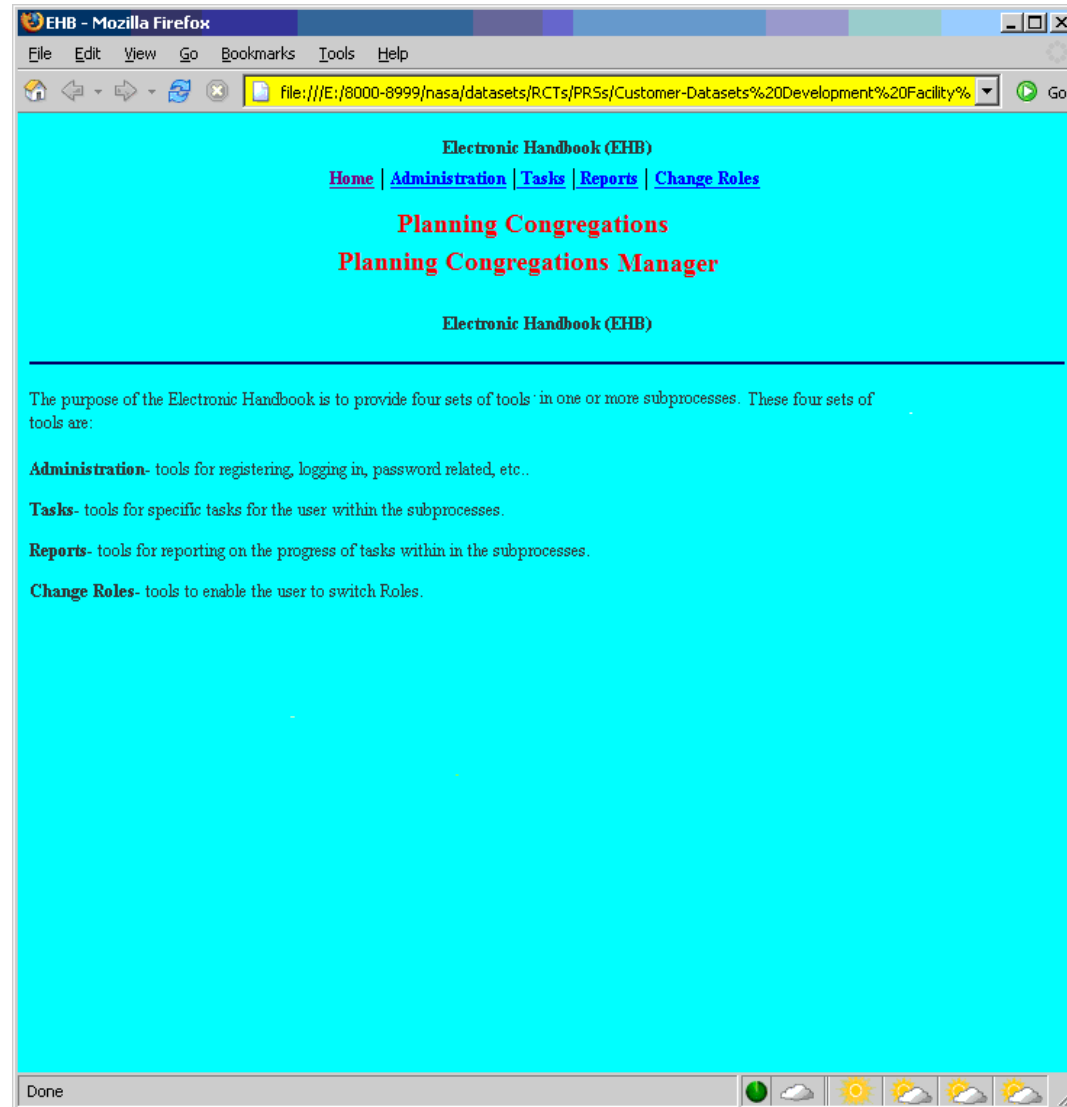 EHB - Mozilla Firefox
File Edit View Go Bookmarks Tools Help
file:///E:/8000-8999/nasa/datasets/RCTs/PRSs/Customer-Datasets%20Development%20Facility% Go
Electronic Handbook (EHB)
Home | Administration | Tasks | Reports | Change Roles
Planning Congregations
Planning Congregations Manager
Electronic Handbook (EHB)
The purpose of the Electronic Handbook is to provide four sets of tools in one or more subprocesses. These four sets of
tools are:
Administration- tools for registering, logging in, password related, etc..
Tasks- tools for specific tasks for the user within the subprocesses.
Reports- tools for reporting on the progress of tasks within in the subprocesses.
Change Roles- tools to enable the user to switch Roles.
Done